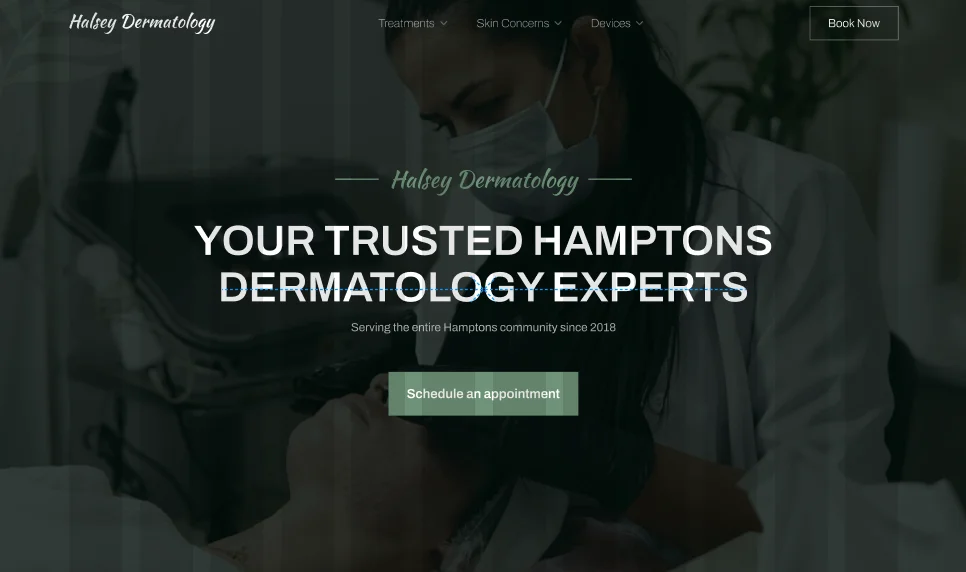 Halsey Dermatology
Treatments
Skin Concerns
Devices
Book Now
Halsey Dermatology
YOUR TRUSTED HAMPTONS
DERMATOLOGY EXPERTS
Serving the entire Hamptons community since 2018
Schedule an appointment